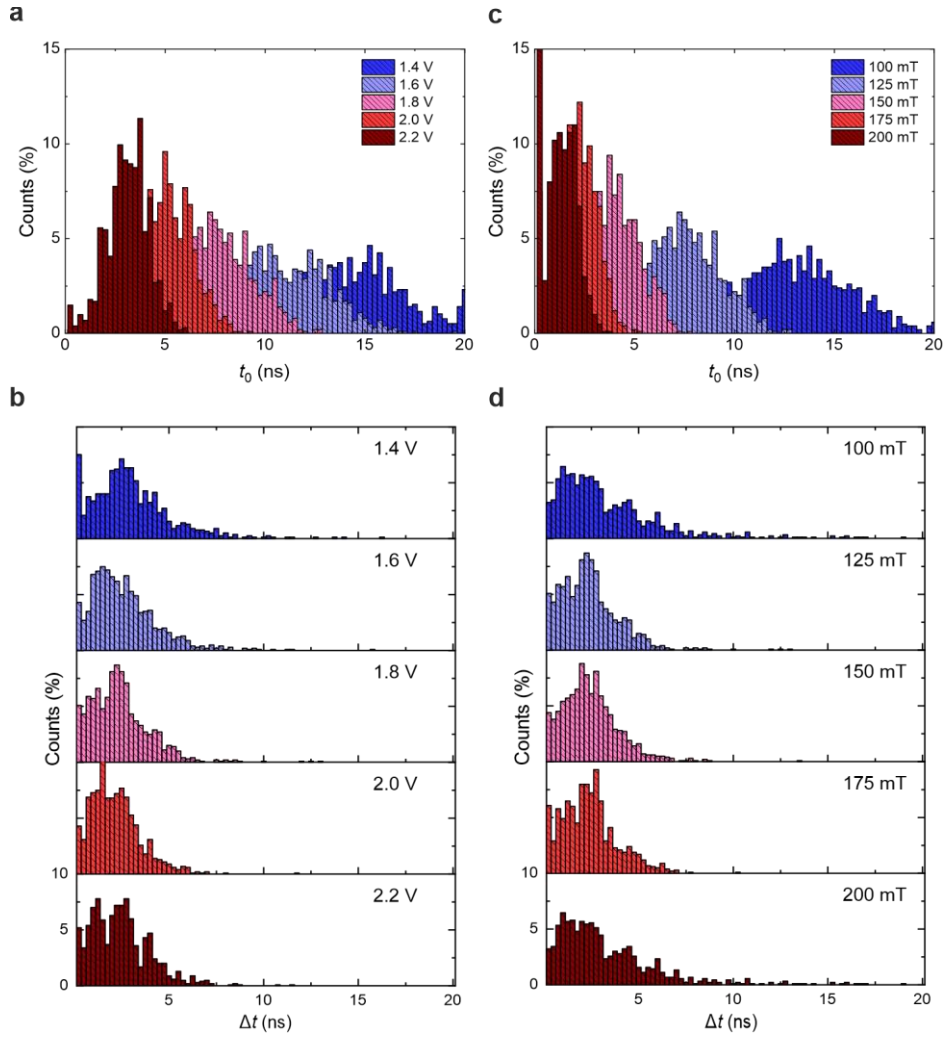 a
15
10
5
0
Counts (%)
1.4 V
1.6 V
1.8 V
2.0 V
2.2 V
0
5
10
15
20
t₀ (ns)
c
15
10
5
0
Counts (%)
100 mT
125 mT
150 mT
175 mT
200 mT
0
5
10
15
20
t₀ (ns)
b
1.4 V
1.6 V
1.8 V
2.0 V
2.2 V
Counts (%)
10
5
0
5
10
15
20
Δt (ns)
d
100 mT
125 mT
150 mT
175 mT
200 mT
Counts (%)
10
5
0
5
10
15
20
Δt (ns)